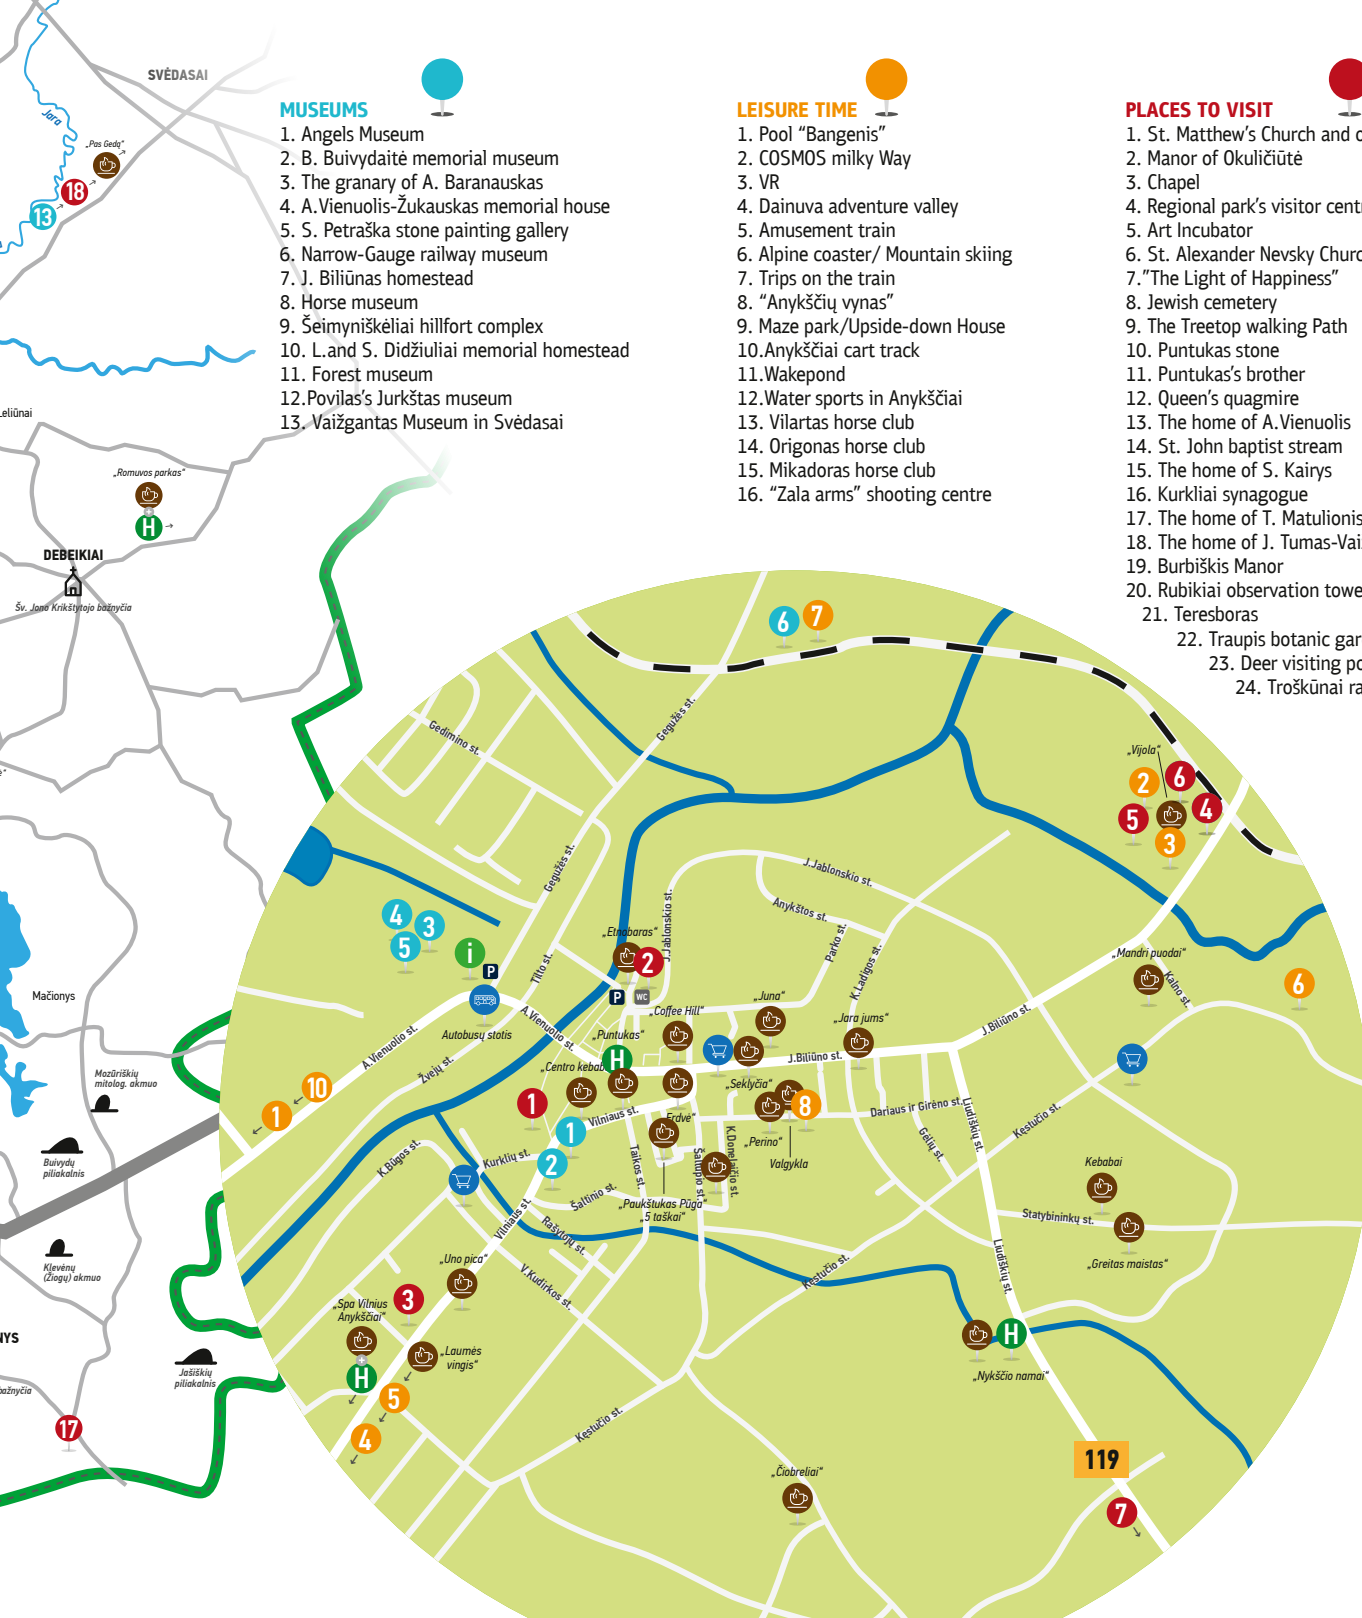 SVĖDASAI
Jara
„Pas Gedą"
18
13
MUSEUMS
1. Angels Museum
2. B. Buivydaitė memorial museum
3. The granary of A. Baranauskas
4. A.Vienuolis-Žukauskas memorial house
5. S. Petraška stone painting gallery
6. Narrow-Gauge railway museum
7. J. Biliūnas homestead
8. Horse museum
9. Šeimyniškėliai hillfort complex
10. L.and S. Didžiuliai memorial homestead
11. Forest museum
12.Povilas's Jurkštas museum
13. Vaižgantas Museum in Svėdasai
LEISURE TIME
1. Pool “Bangenis”
2. COSMOS milky Way
3. VR
4. Dainuva adventure valley
5. Amusement train
6. Alpine coaster/ Mountain skiing
7. Trips on the train
8. “Anykščių vynas”
9. Maze park/Upside-down House
10.Anykščiai cart track
11.Wakepond
12.Water sports in Anykščiai
13. Vilartas horse club
14. Origonas horse club
15. Mikadoras horse club
16. “Zala arms” shooting centre
PLACES TO VISIT
1. St. Matthew's Church and o
2. Manor of Okuličiūtė
3. Chapel
4. Regional park's visitor centr
5. Art Incubator
6. St. Alexander Nevsky Churc
7.”The Light of Happiness”
8. Jewish cemetery
9. The Treetop walking Path
10. Puntukas stone
11. Puntukas's brother
12. Queen's quagmire
13. The home of A.Vienuolis
14. St. John baptist stream
15. The home of S. Kairys
16. Kurkliai synagogue
17. The home of T. Matulionis
18. The home of J. Tumas-Vai
19. Burbiškis Manor
20. Rubikiai observation towe
21. Teresboras
22. Traupis botanic gar
23. Deer visiting po
24. Troškūnai ra
Leliūnai
„Romuvos parkas“
H
DEBEIKIAI
Šv. Jono Krikštytojo bažnyčia
Mačionys
Mozūriškių
mitolog. akmuo
Buivydų
piliakalnis
Klevėnų
(Žiogų) akmuo
NYS
bažnyčia
Jašiškių
piliakalnis
17
6
7
Gegužės st.
Gedimino st.
„Vijola“
2
6
5
4
3
Gegužės st.
J.Jablonskio st.
J.Jablonskio st.
Anykštos st.
Parko st.
K.Ladigos st.
4
3
5
i
P
„Etnobaras“
2
P
WC
Tilto st.
A.Vienuolio st.
A.Vienuolio st.
Autobusų stotis
Žvejų st.
„Coffee Hill“
„Juna“
„Puntukas“
H
„Jara jums“
J.Biliūno st.
J.Biliūno st.
„Mandri puodai“
Kalno st.
6
10
1
„Centro kebab
1
1
2
Vilniaus st.
„Seklyčia“
8
Erdvė“
„Perino“
Valgykla
Dariaus ir Girėno st.
Gėlių st.
Liudiškių st.
Kęstučio st.
K.Donelaičio st.
Šaltupio st.
Taikos st.
K.Būgos st.
Kurklių st.
Šaltinio st.
„Paukštukas Pūga“
„5 taškai“
Rašytojų st.
Vilniaus st.
V.Kudirkos st.
Kebabai
Statybininkų st.
„Greitas maistas“
„Uno pica“
3
„Spa Vilnius
Anykščiai“
H
„Laumės
vingis“
5
4
Kęstučio st.
Liudiškių st.
H
„Nykščio namai“
Kęstučio st.
„Čiobreliai“
119
7